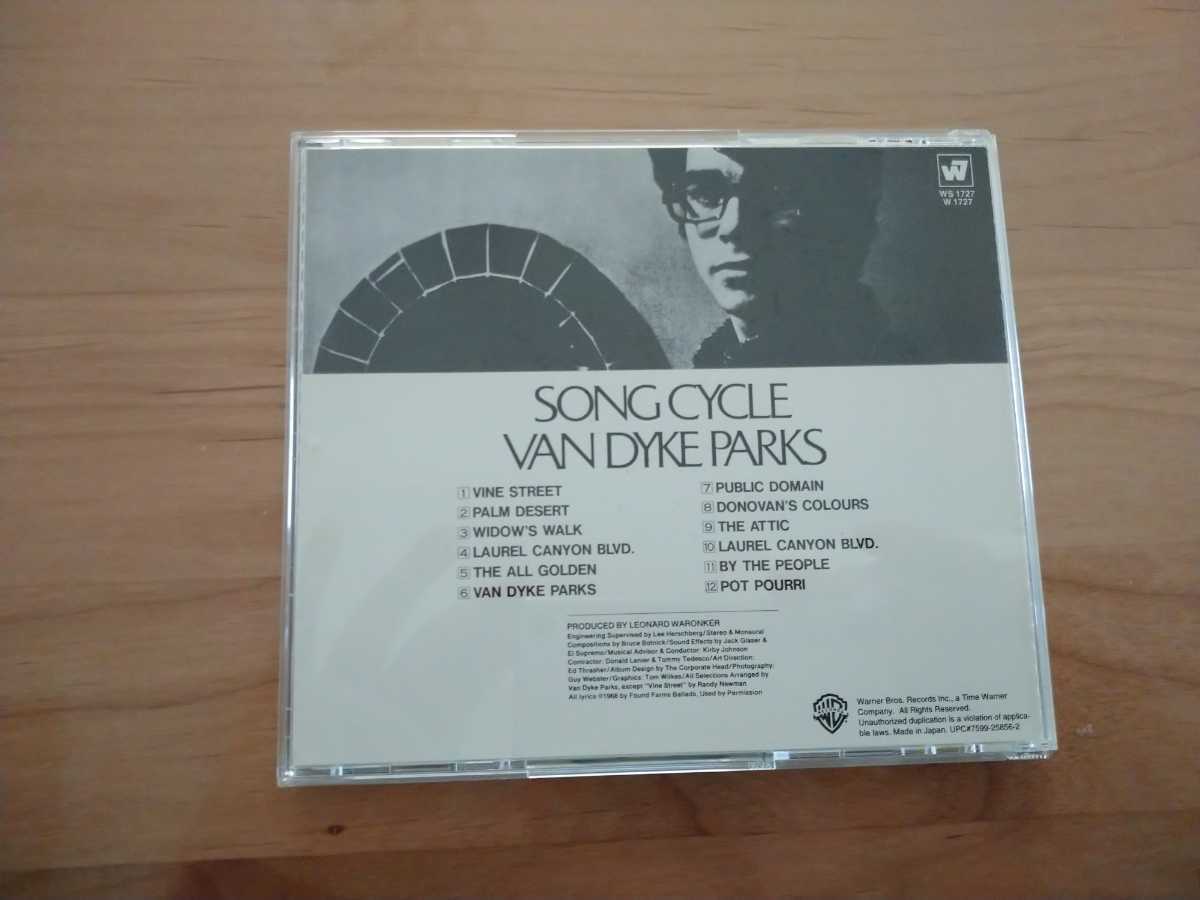 W7
WS 1727
W 1727
SONG CYCLE
VAN DYKE PARKS
1 VINE STREET
2 PALM DESERT
3 WIDOW'S WALK
4 LAUREL CANYON BLVD.
5 THE ALL GOLDEN
6 VAN DYKE PARKS
7 PUBLIC DOMAIN
8 DONOVAN'S COLOURS
9 THE ATTIC
10 LAUREL CANYON BLVD.
11 BY THE PEOPLE
12 POT POURRI
PRODUCED BY LEONARD WARONKER
Engineering Supervised by Lee Herschberg/Stereo & Monaural
Compositions by Bruce Botnick/Sound Effects by Jack Glaser &
El Supremo/Musical Advisor & Conductor: Kirby Johnson
Contractor: Donald Lanier & Tommy Tedesco/Art Direction:
Ed Thrasher/Album Design by The Corporate Head/Photography:
Guy Webster/Graphics: Tom Wilkes/All Selections Arranged by
Van Dyke Parks, except "Vine Street" by Randy Newman
All lyrics ©1968 by Found Farms Ballads, Used by Permission
Warner Bros. Records Inc., a Time Warner
Company. All Rights Reserved.
Unauthorized duplication is a violation of applica-
ble laws. Made in Japan. UPC#7599-25856-2